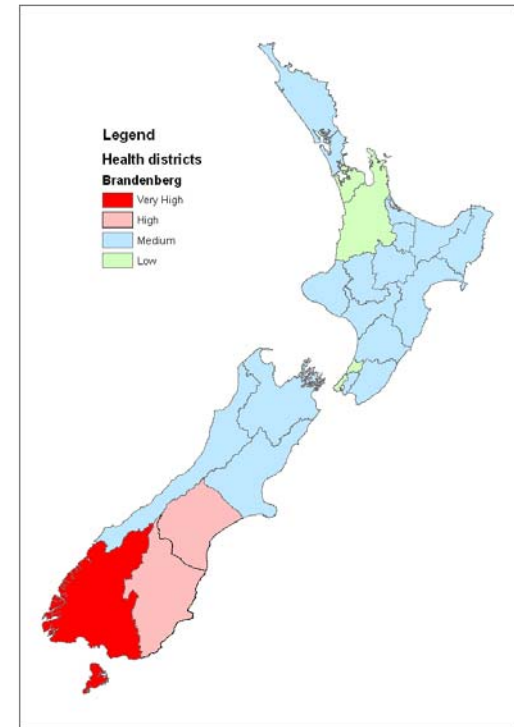 Legend
Health districts
Brandenberg
Very High
High
Medium
Low